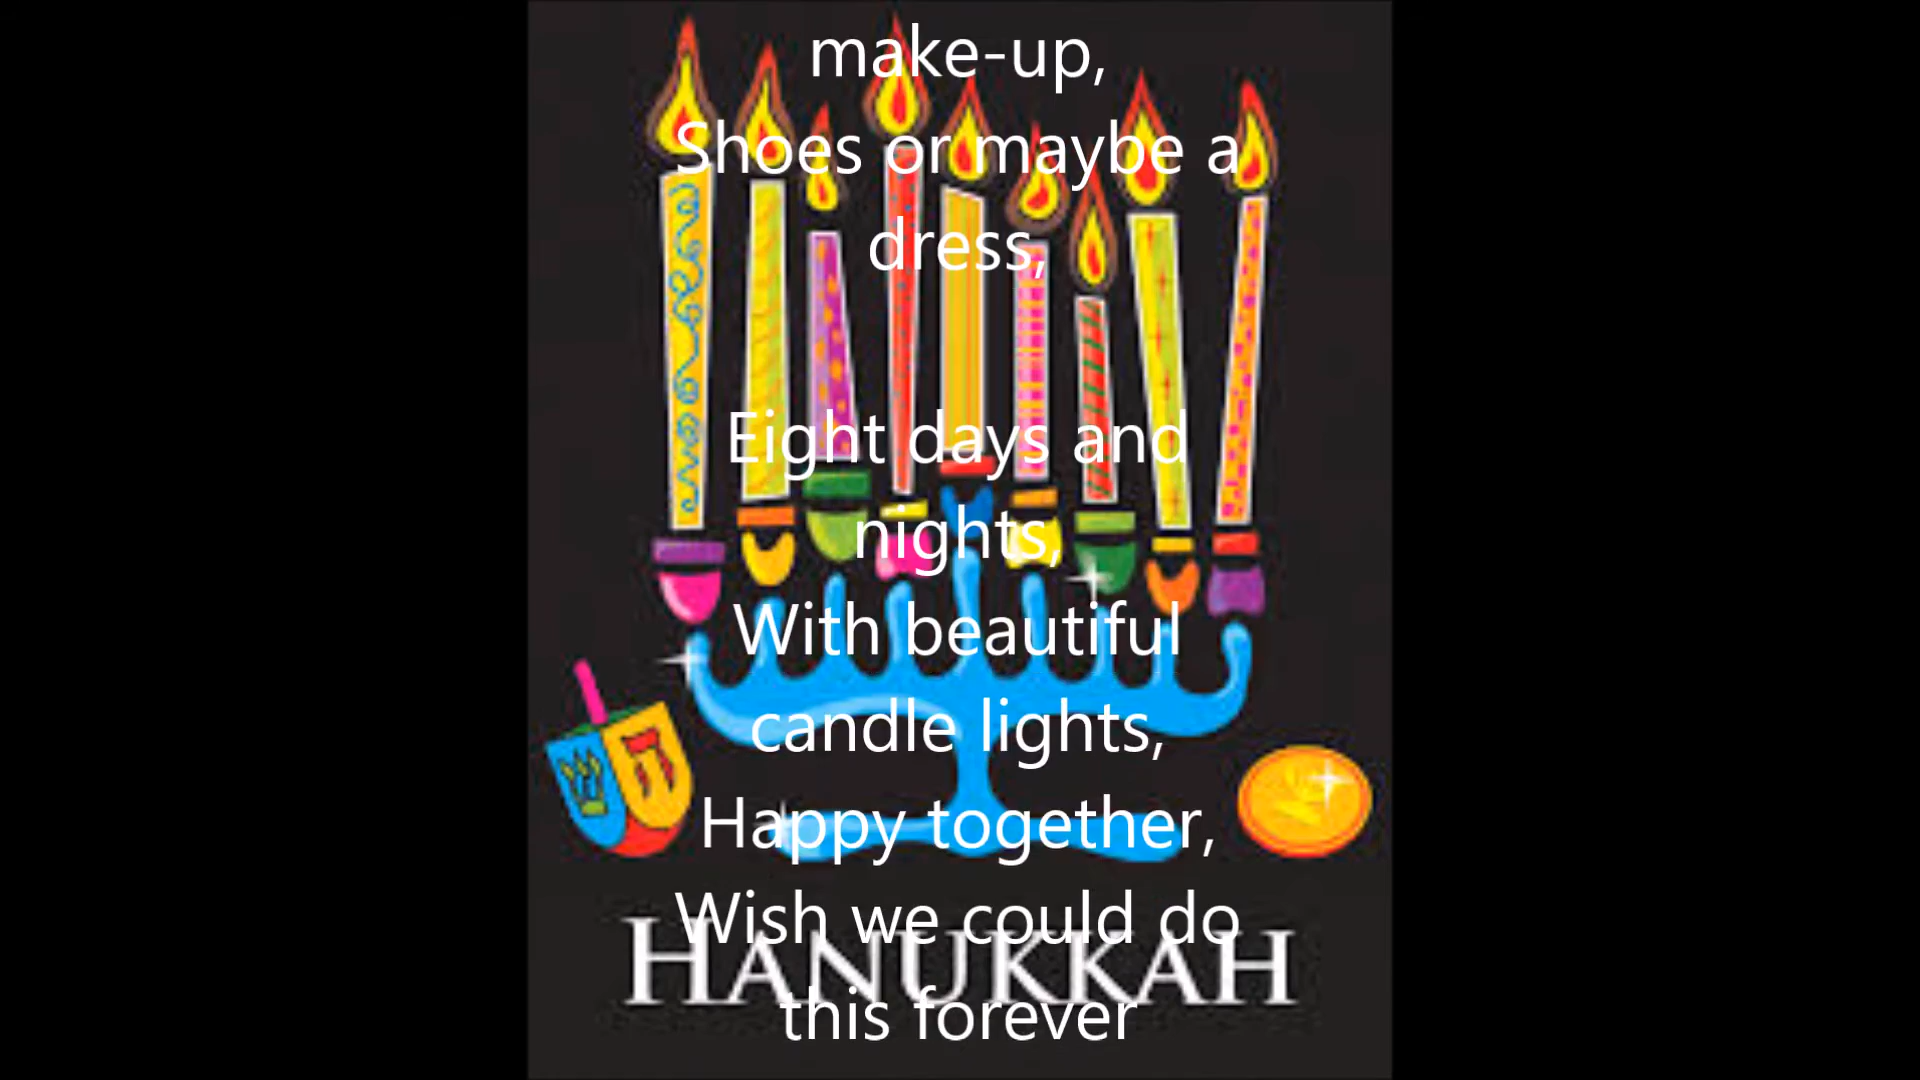 make-up,
Shoes or maybe a
dress,
Eight days and
nights,
With beautiful
candle lights,
Happy together,
Wish we could do
HANUKKAH
this forever
ה